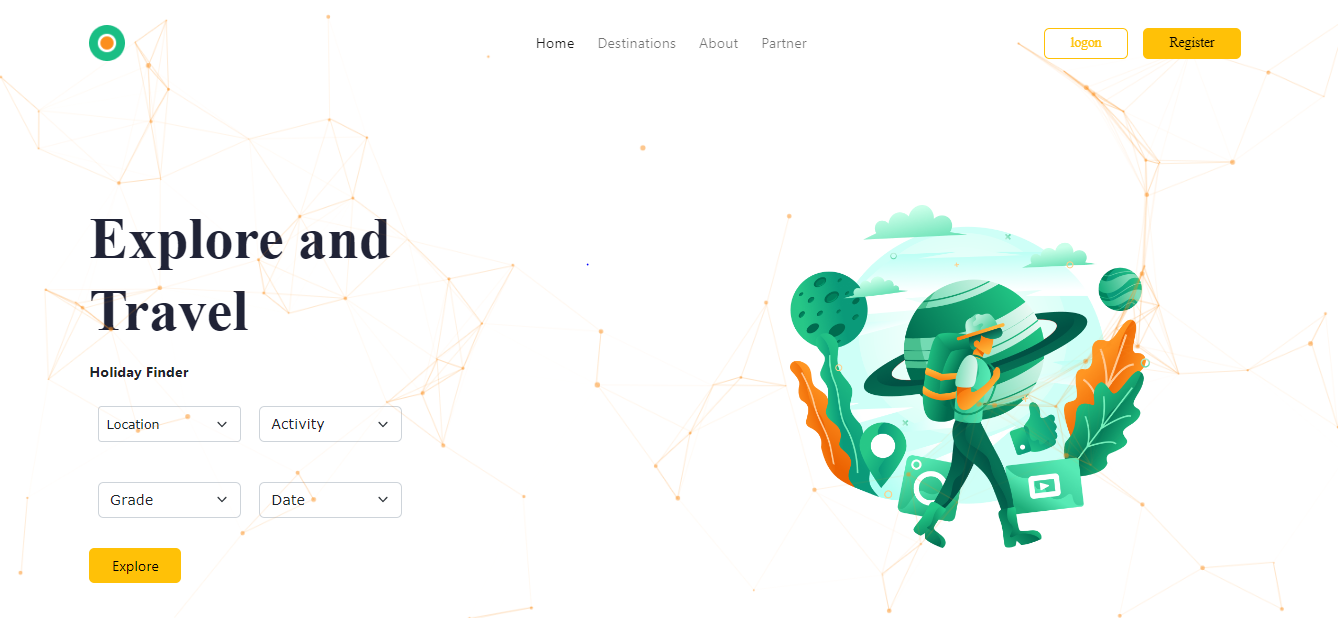 Home Destinations About Partner logon Register
Explore and
Travel
Holiday Finder
Location Activity
Grade Date
Explore